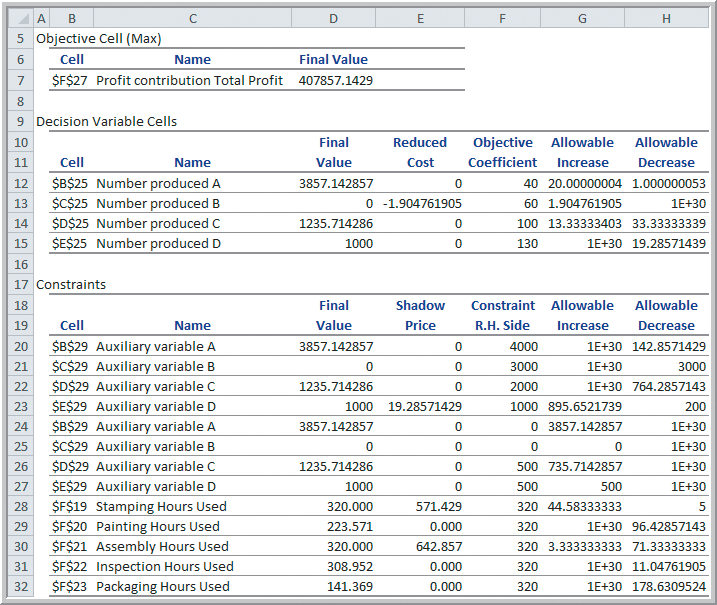 A B C D E F G H
5 Objective Cell (Max)
6 Cell Name Final Value
7 $F$27 Profit contribution Total Profit 407857.1429
8
9 Decision Variable Cells
10 Final Reduced Objective Allowable Allowable
11 Cell Name Value Cost Coefficient Increase Decrease
12 $B$25 Number produced A 3857.142857 0 40 20.00000004 1.000000053
13 $C$25 Number produced B 0 -1.904761905 60 1.904761905 1E+30
14 $D$25 Number produced C 1235.714286 0 100 13.33333403 33.33333339
15 $E$25 Number produced D 1000 0 130 1E+30 19.28571439
16
17 Constraints
18 Final Shadow Constraint Allowable Allowable
19 Cell Name Value Price R.H. Side Increase Decrease
20 $B$29 Auxiliary variable A 3857.142857 0 4000 1E+30 142.8571429
21 $C$29 Auxiliary variable B 0 0 3000 1E+30 3000
22 $D$29 Auxiliary variable C 1235.714286 0 2000 1E+30 764.2857143
23 $E$29 Auxiliary variable D 1000 19.28571429 1000 895.6521739 200
24 $B$29 Auxiliary variable A 3857.142857 0 0 3857.142857 1E+30
25 $C$29 Auxiliary variable B 0 0 0 0 1E+30
26 $D$29 Auxiliary variable C 1235.714286 0 500 735.7142857 1E+30
27 $E$29 Auxiliary variable D 1000 0 500 500 1E+30
28 $F$19 Stamping Hours Used 320.000 571.429 320 44.58333333 5
29 $F$20 Painting Hours Used 223.571 0.000 320 1E+30 96.42857143
30 $F$21 Assembly Hours Used 320.000 642.857 320 3.333333333 71.33333333
31 $F$22 Inspection Hours Used 308.952 0.000 320 1E+30 11.04761905
32 $F$23 Packaging Hours Used 141.369 0.000 320 1E+30 178.6309524